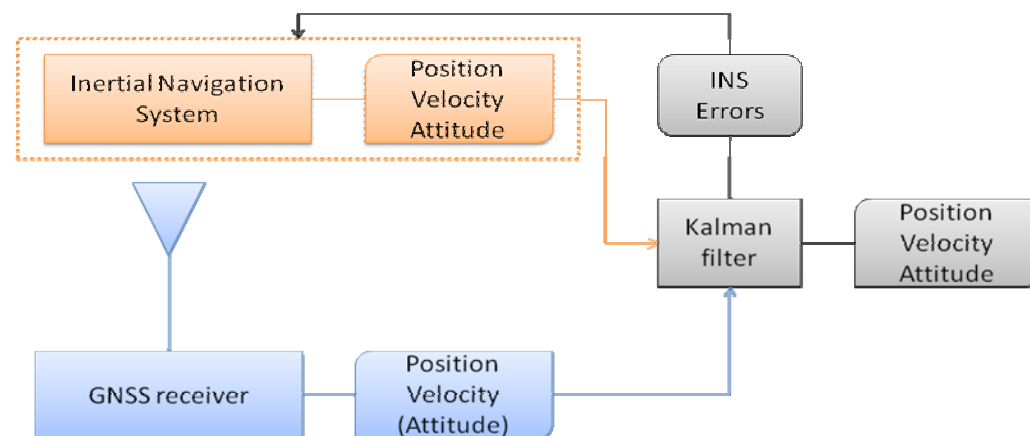 Inertial Navigation
System
Position
Velocity
Attitude
INS
Errors
Kalman
filter
Position
Velocity
Attitude
GNSS receiver
Position
Velocity
(Attitude)